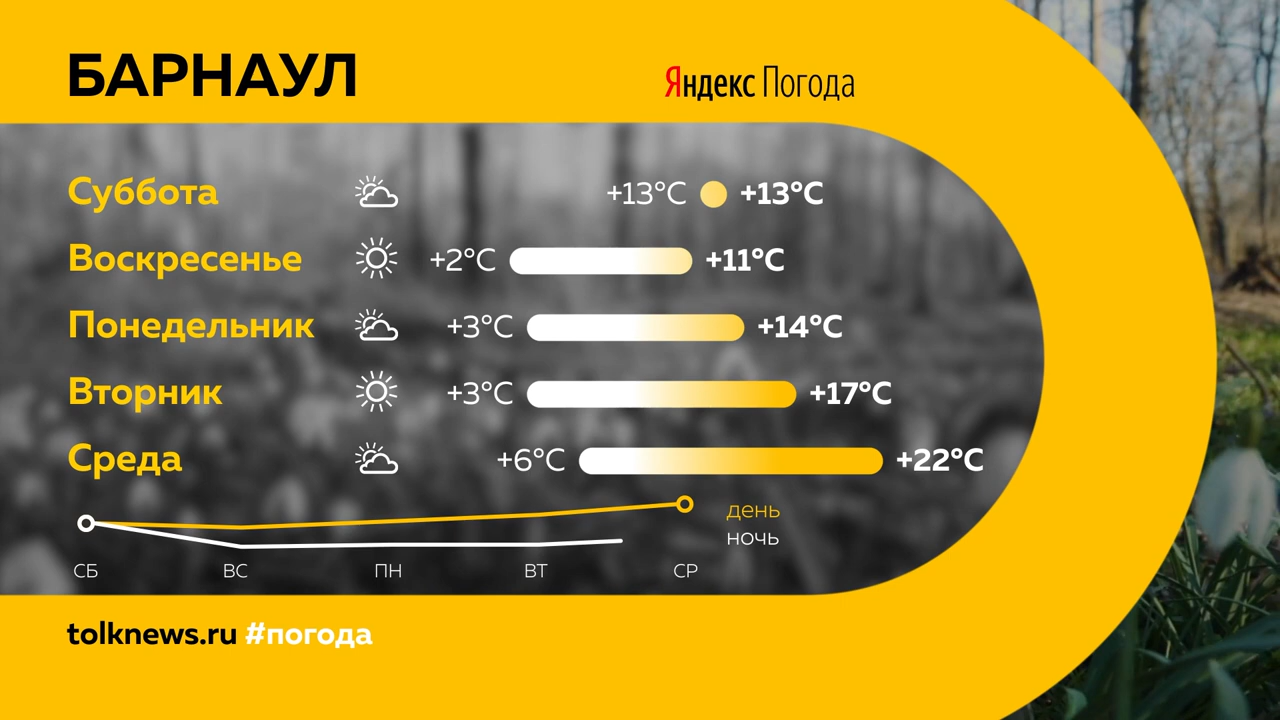 БАРНАУЛ
Яндекс Погода
Суббота +13°C +13°C
Воскресенье +2°C +11°C
Понедельник +3°C +14°C
Вторник +3°C +17°C
Среда +6°C +22°C
день
ночь
СБ ВС ПН ВТ СР
tolknews.ru #погода